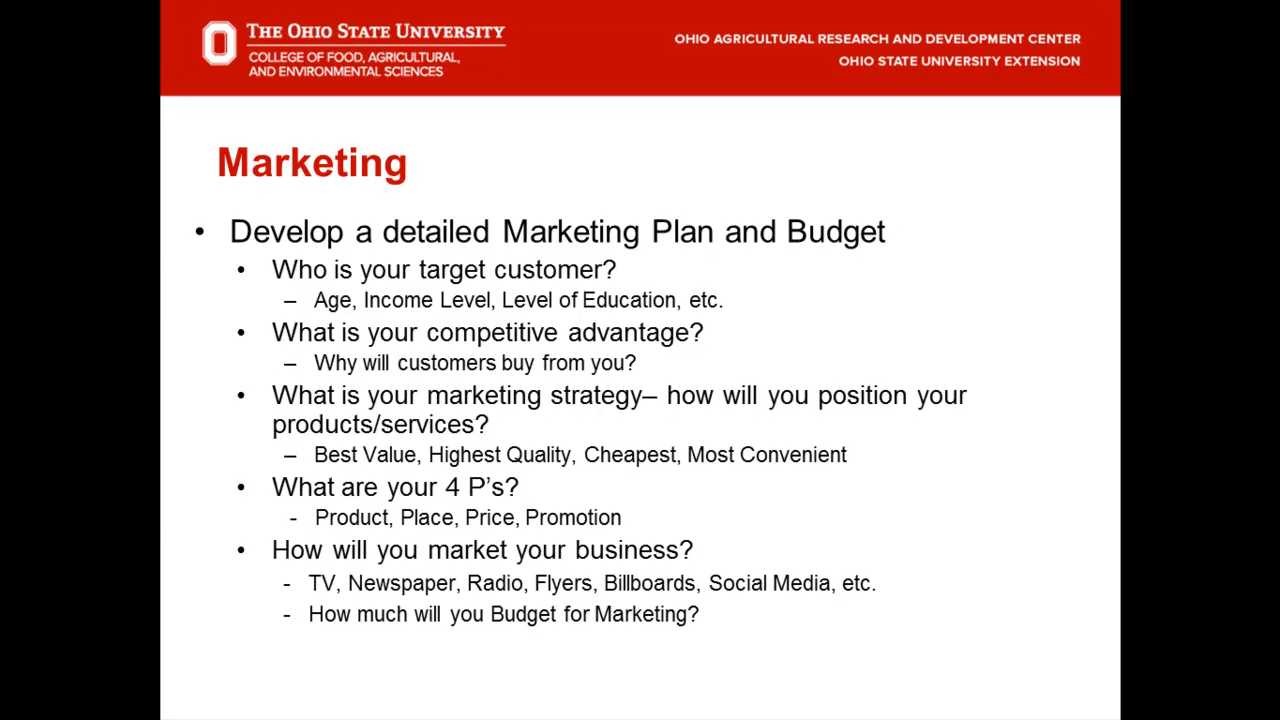 THE OHIO STATE UNIVERSITY
COLLEGE OF FOOD, AGRICULTURAL,
AND ENVIRONMENTAL SCIENCES
OHIO AGRICULTURAL RESEARCH AND DEVELOPMENT CENTER
OHIO STATE UNIVERSITY EXTENSION
Marketing
• Develop a detailed Marketing Plan and Budget
• Who is your target customer?
– Age, Income Level, Level of Education, etc.
• What is your competitive advantage?
– Why will customers buy from you?
• What is your marketing strategy– how will you position your
products/services?
– Best Value, Highest Quality, Cheapest, Most Convenient
• What are your 4 P’s?
- Product, Place, Price, Promotion
• How will you market your business?
- TV, Newspaper, Radio, Flyers, Billboards, Social Media, etc.
- How much will you Budget for Marketing?